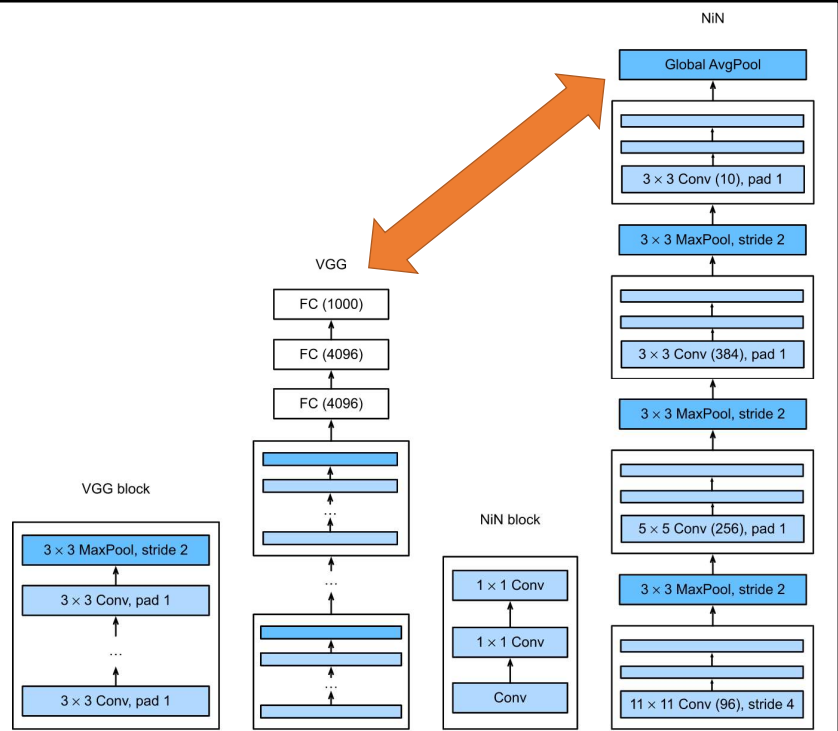 VGG block
3 × 3 MaxPool, stride 2
3 × 3 Conv, pad 1
...
3 × 3 Conv, pad 1
VGG
FC (1000)
FC (4096)
FC (4096)
...
...
...
NiN block
1 × 1 Conv
1 × 1 Conv
Conv
NiN
Global AvgPool
3 × 3 Conv (10), pad 1
3 × 3 MaxPool, stride 2
3 × 3 Conv (384), pad 1
3 × 3 MaxPool, stride 2
5 × 5 Conv (256), pad 1
3 × 3 MaxPool, stride 2
11 × 11 Conv (96), stride 4